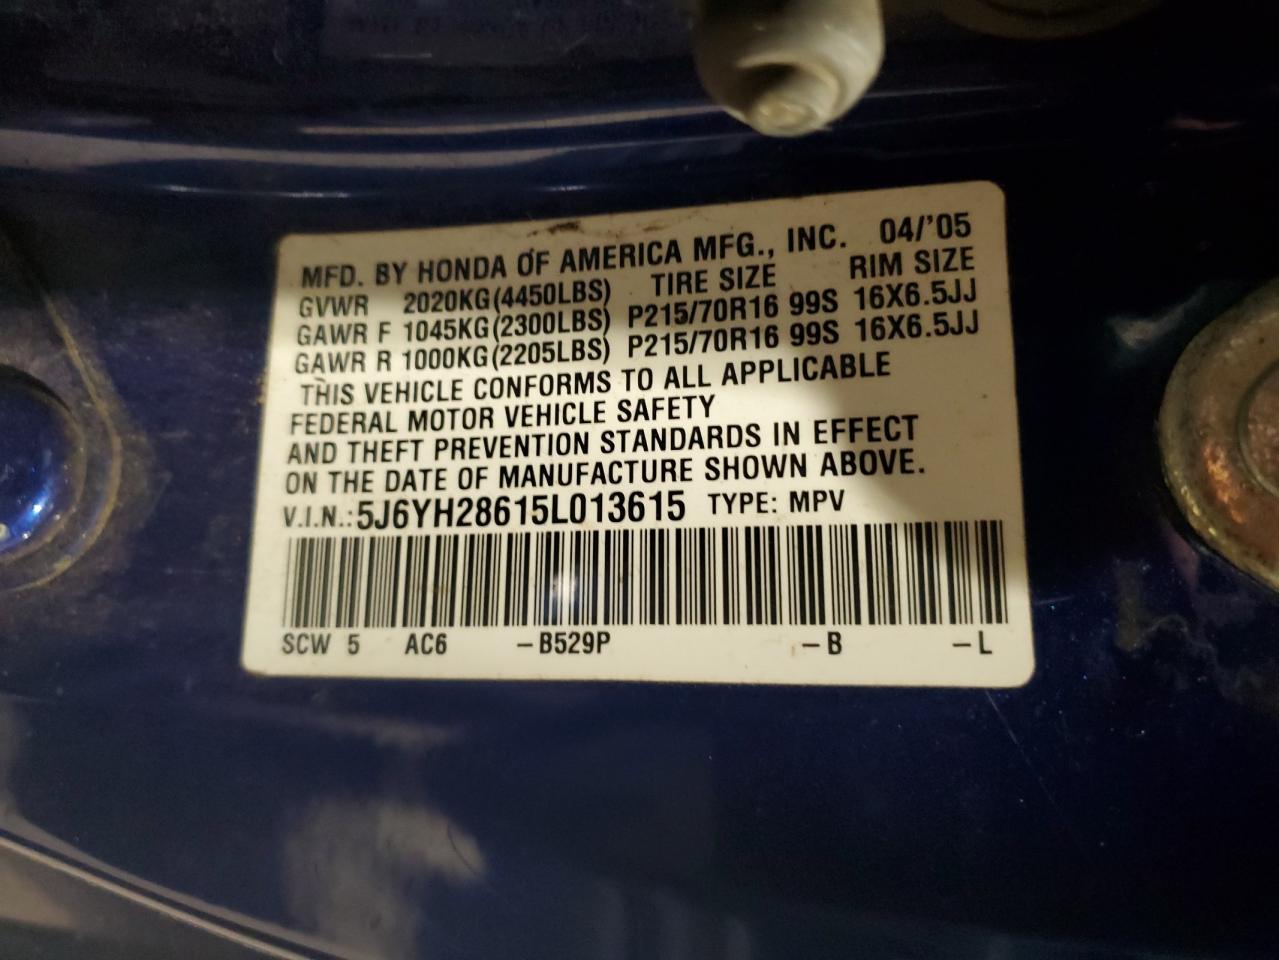 MFD. BY HONDA OF AMERICA MFG., INC. 04/'05
GVWR 2020KG(4450LBS) TIRE SIZE RIM SIZE
GAWR F 1045KG(2300LBS) P215/70R16 99S 16X6.5JJ
GAWR R 1000KG(2205LBS) P215/70R16 99S 16X6.5JJ
THIS VEHICLE CONFORMS TO ALL APPLICABLE
FEDERAL MOTOR VEHICLE SAFETY
AND THEFT PREVENTION STANDARDS IN EFFECT
ON THE DATE OF MANUFACTURE SHOWN ABOVE.
V.I.N.: 5J6YH28615L013615 TYPE: MPV
SCW 5 AC6 -B529P -B -L